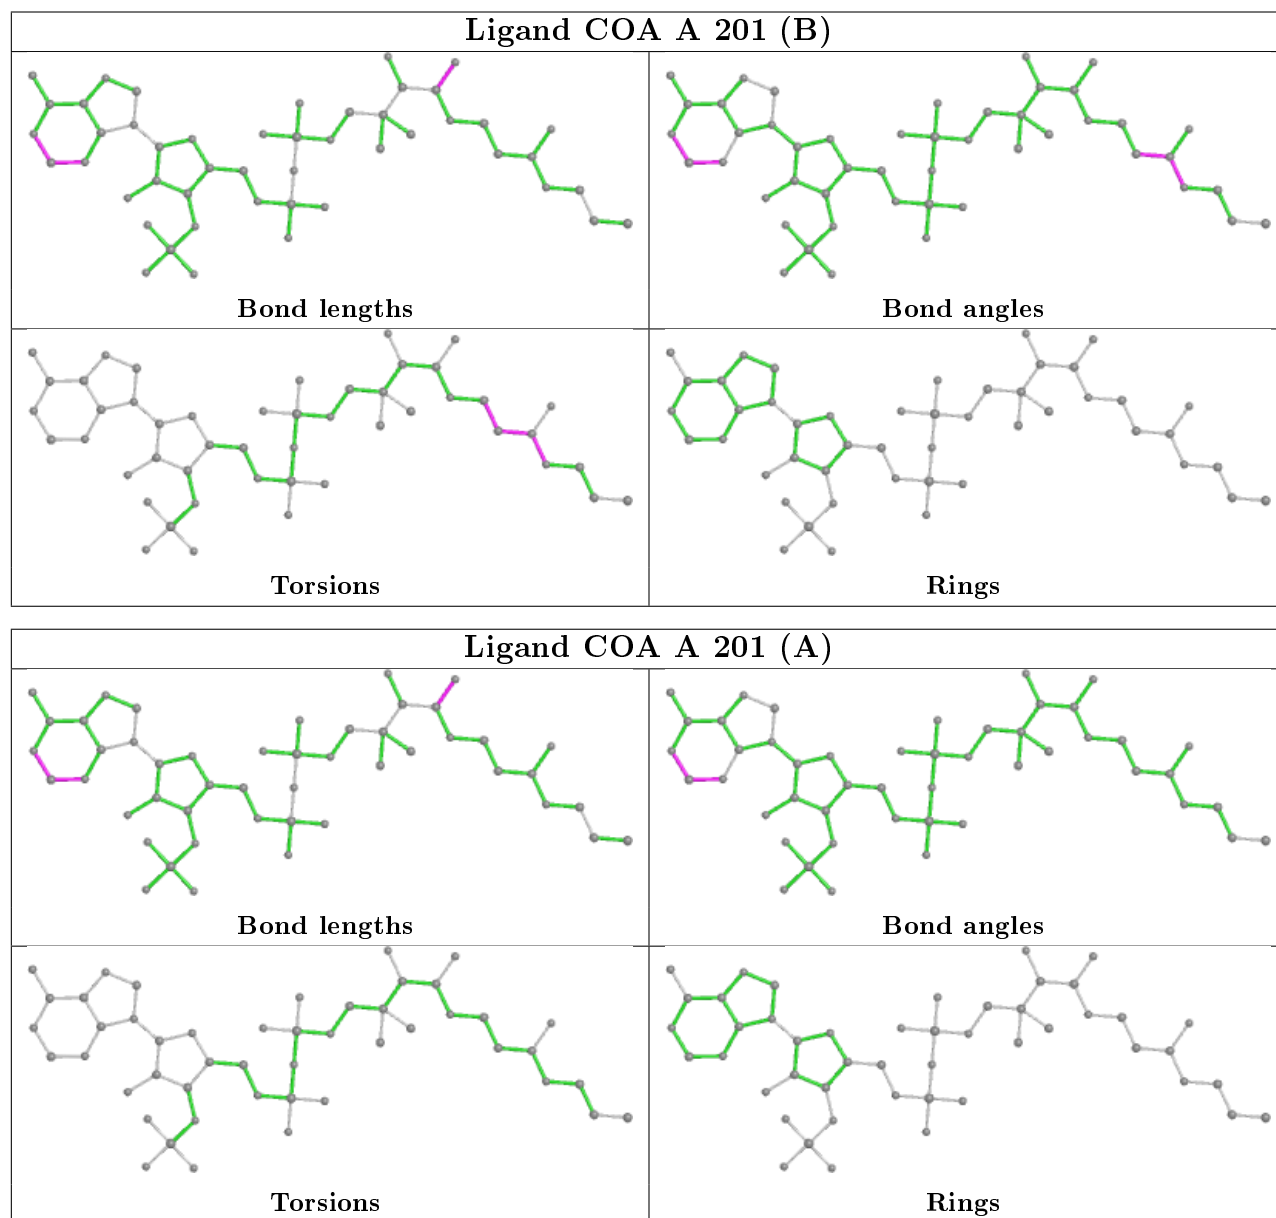 Ligand COA A 201 (B)
Bond lengths
Bond angles
Torsions
Rings
Ligand COA A 201 (A)
Bond lengths
Bond angles
Torsions
Rings